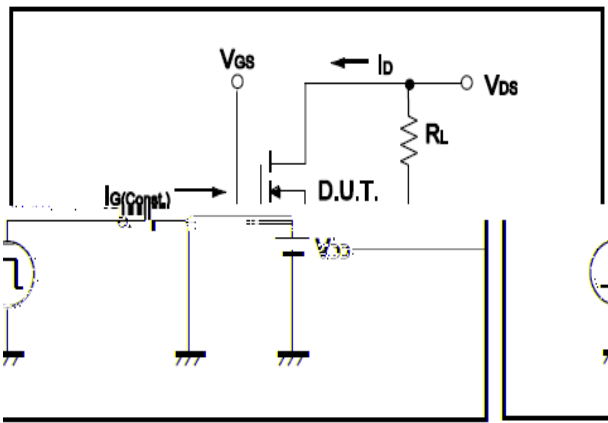 VGS
ID
VDS
RL
IG(Const.)
D.U.T.
VDD